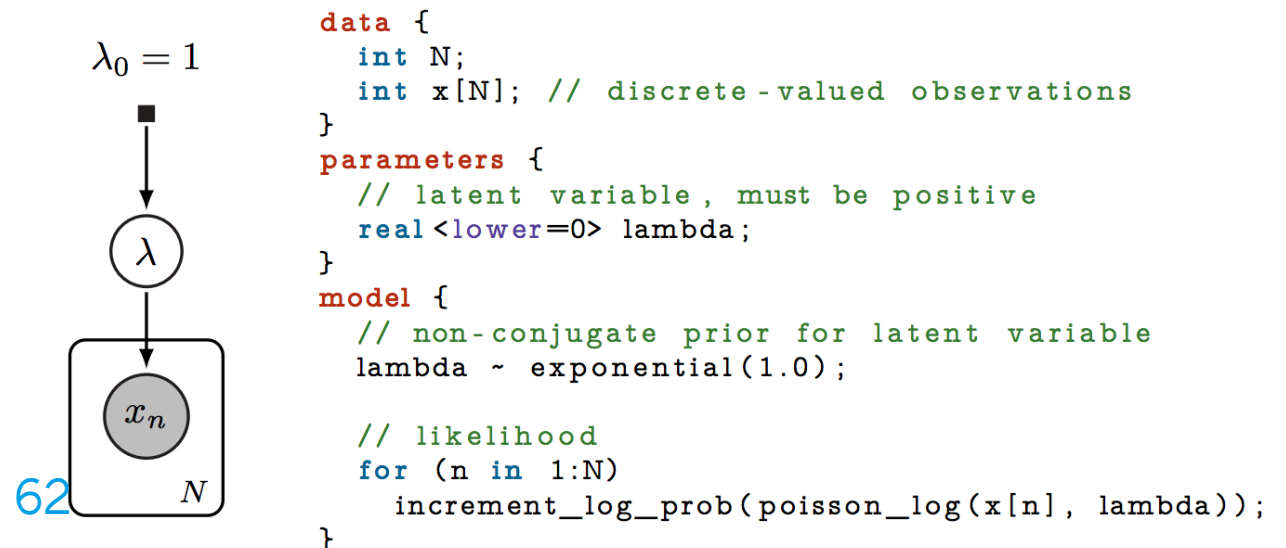 λ₀ = 1
λ
xₙ
N
62
data {
  int N;
  int x[N]; // discrete-valued observations
}
parameters {
  // latent variable, must be positive
  real<lower=0> lambda;
}
model {
  // non-conjugate prior for latent variable
  lambda ~ exponential(1.0);
  // likelihood
  for (n in 1:N)
    increment_log_prob(poisson_log(x[n], lambda));
}